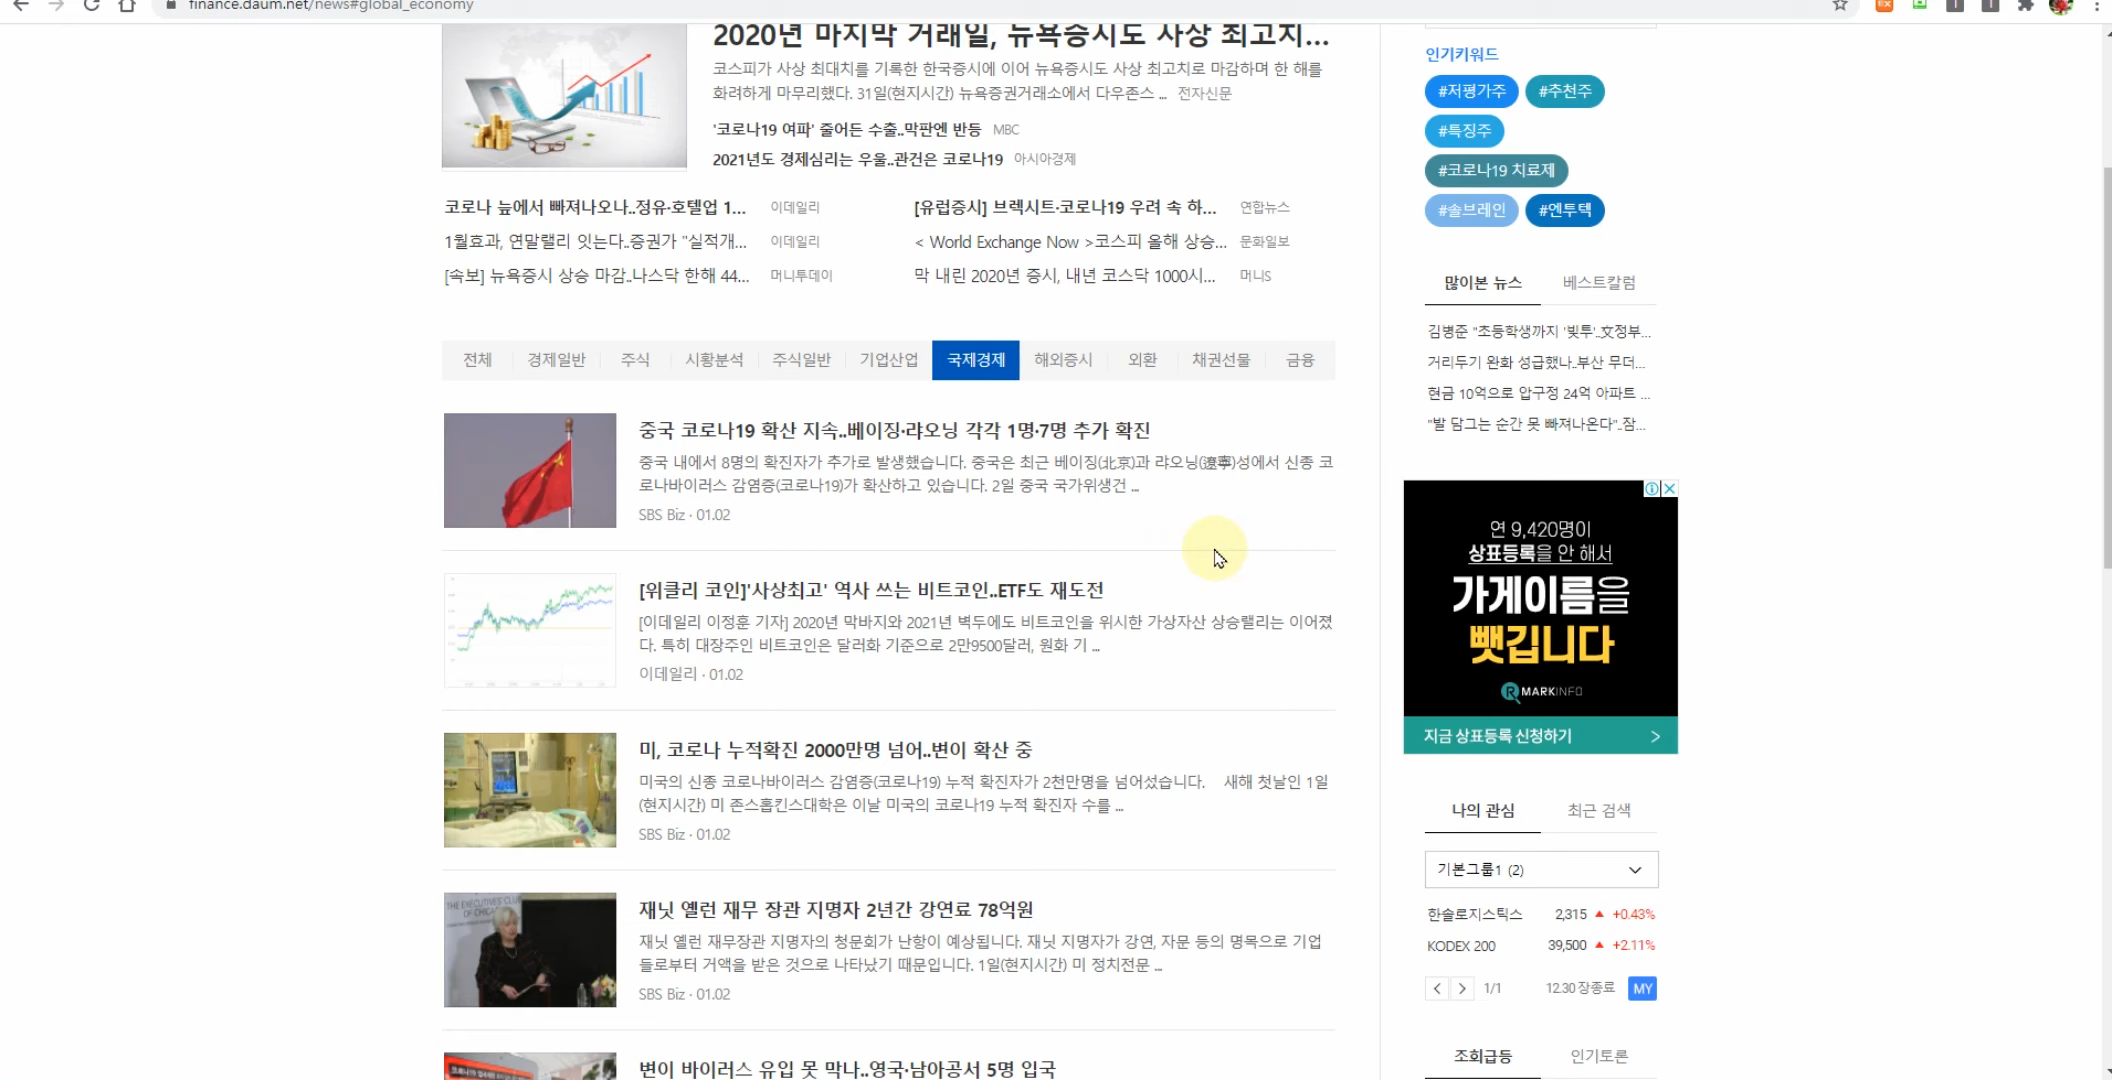 finance.daum.net/news#global_economy
2020년 마지막 거래일, 뉴욕증시도 사상 최고치...
코스피가 사상 최대치를 기록한 한국증시에 이어 뉴욕증시도 사상 최고치로 마감하며 한 해를
화려하게 마무리했다. 31일(현지시간) 뉴욕증권거래소에서 다우존스 ... 전자신문
'코로나19 여파' 줄어든 수출..막판엔 반등 MBC
2021년도 경제심리는 우울..관건은 코로나19 아시아경제
코로나 늪에서 빠져나오나..정유·호텔업 1... 이데일리
1월효과, 연말랠리 잇는다..증권가 "실적개... 이데일리
[속보] 뉴욕증시 상승 마감..나스닥 한해 44... 머니투데이
[유럽증시] 브렉시트·코로나19 우려 속 하... 연합뉴스
< World Exchange Now >코스피 올해 상승... 문화일보
막 내린 2020년 증시, 내년 코스닥 1000시... 머니S
전체 경제일반 주식 시황분석 주식일반 기업산업 국제경제 해외증시 외환 채권선물 금융
중국 코로나19 확산 지속..베이징·랴오닝 각각 1명·7명 추가 확진
중국 내에서 8명의 확진자가 추가로 발생했습니다. 중국은 최근 베이징(北京)과 랴오닝(遼寧)성에서 신종 코
로나바이러스 감염증(코로나19)가 확산하고 있습니다. 2일 중국 국가위생건 ...
SBS Biz · 01.02
[위클리 코인]'사상최고' 역사 쓰는 비트코인..ETF도 재도전
[이데일리 이정훈 기자] 2020년 막바지와 2021년 벽두에도 비트코인을 위시한 가상자산 상승랠리는 이어졌
다. 특히 대장주인 비트코인은 달러화 기준으로 2만9500달러, 원화 기 ...
이데일리 · 01.02
미, 코로나 누적확진 2000만명 넘어..변이 확산 중
미국의 신종 코로나바이러스 감염증(코로나19) 누적 확진자가 2천만명을 넘어섰습니다. 새해 첫날인 1일
(현지시간) 미 존스홉킨스대학은 이날 미국의 코로나19 누적 확진자 수를 ...
SBS Biz · 01.02
THE EXECUTIVES' CLUB
OF CHICA
재닛 옐런 재무 장관 지명자 2년간 강연료 78억원
재닛 옐런 재무장관 지명자의 청문회가 난항이 예상됩니다. 재닛 지명자가 강연, 자문 등의 명목으로 기업
들로부터 거액을 받은 것으로 나타났기 때문입니다. 1일(현지시간) 미 정치전문 ...
SBS Biz · 01.02
변이 바이러스 유입 못 막나..영국·남아공서 5명 입국
인기키워드
#저평가주 #추천주
#특징주
#코로나19 치료제
#솔브레인 #엔투텍
많이본 뉴스 베스트칼럼
김병준 "초등학생까지 '빚투'..文정부...
거리두기 완화 성급했나..부산 무더...
현금 10억으로 압구정 24억 아파트 ...
"발 담그는 순간 못 빠져나온다"..잠...
연 9,420명이
상표등록을 안 해서
가게이름을
뺏깁니다
R MARKINFO
지금 상표등록 신청하기 >
나의 관심 최근 검색
기본그룹1 (2)
한솔로지스틱스 2,315 ▲ +0.43%
KODEX 200 39,500 ▲ +2.11%
< > 1/1 12.30 장종료 MY
조회급등 인기토론